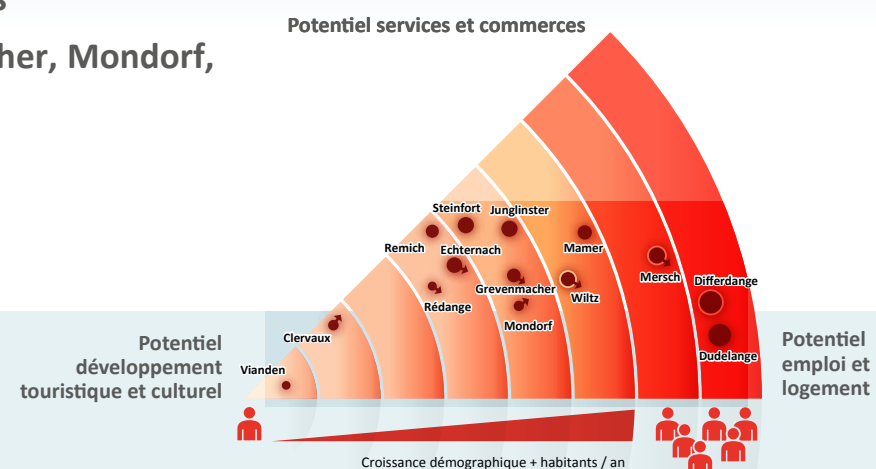 her, Mondorf,
Potentiel services et commerces
Steinfort
Junglinster
Remich
Echternach
Mamer
Mersch
Differdange
Grevenmacher
Wiltz
Rédange
Mondorf
Clervaux
Dudelange
Vianden
Potentiel
développement
touristique et culturel
Potentiel
emploi et
logement
Croissance démographique + habitants / an